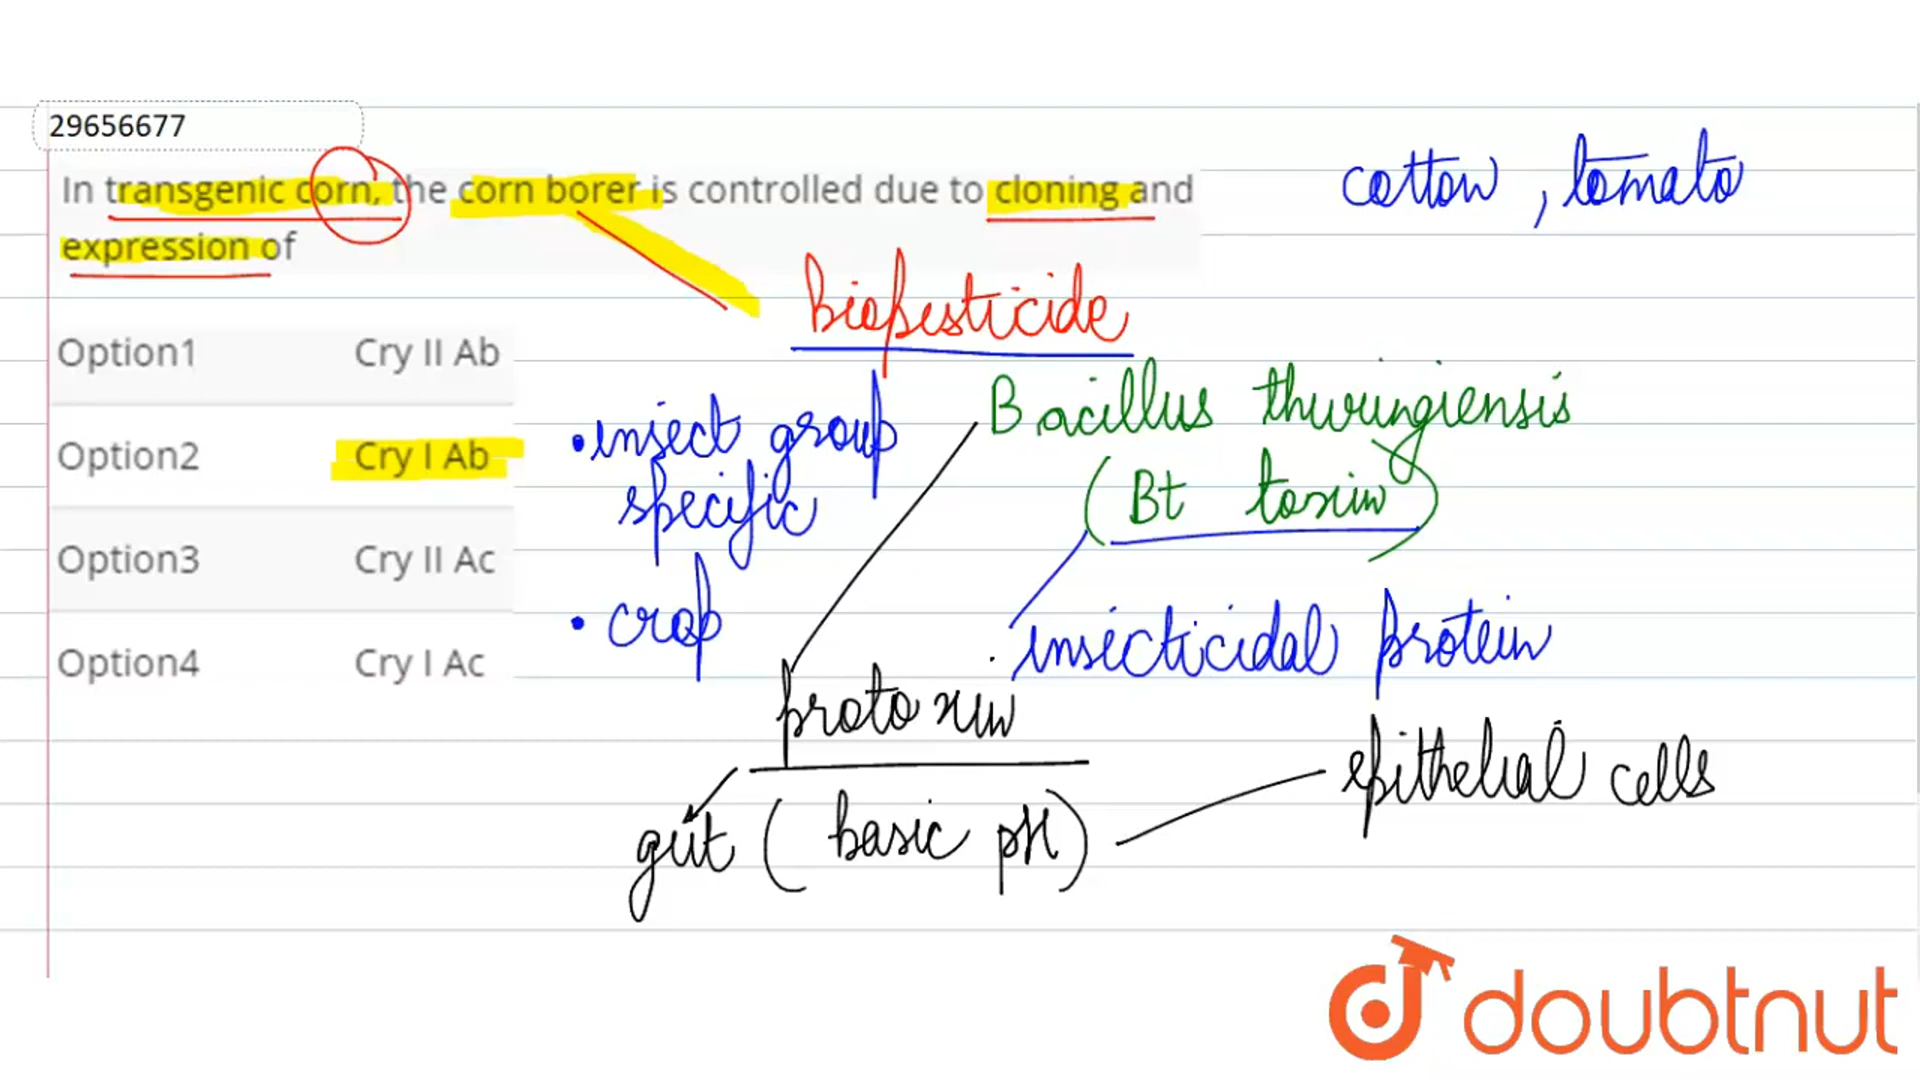 29656677
In transgenic corn, the corn borer is controlled due to cloning and
expression of
cotton, tomato
biopesticide
Option1 Cry II Ab
Option2 Cry I Ab
Option3 Cry II Ac
Option4 Cry I Ac
• insect group
specific
• crop
Bacillus thuringiensis
(Bt toxin)
insecticidal protein
protoxin
gut (basic pH)
epithelial cells
doubtnut